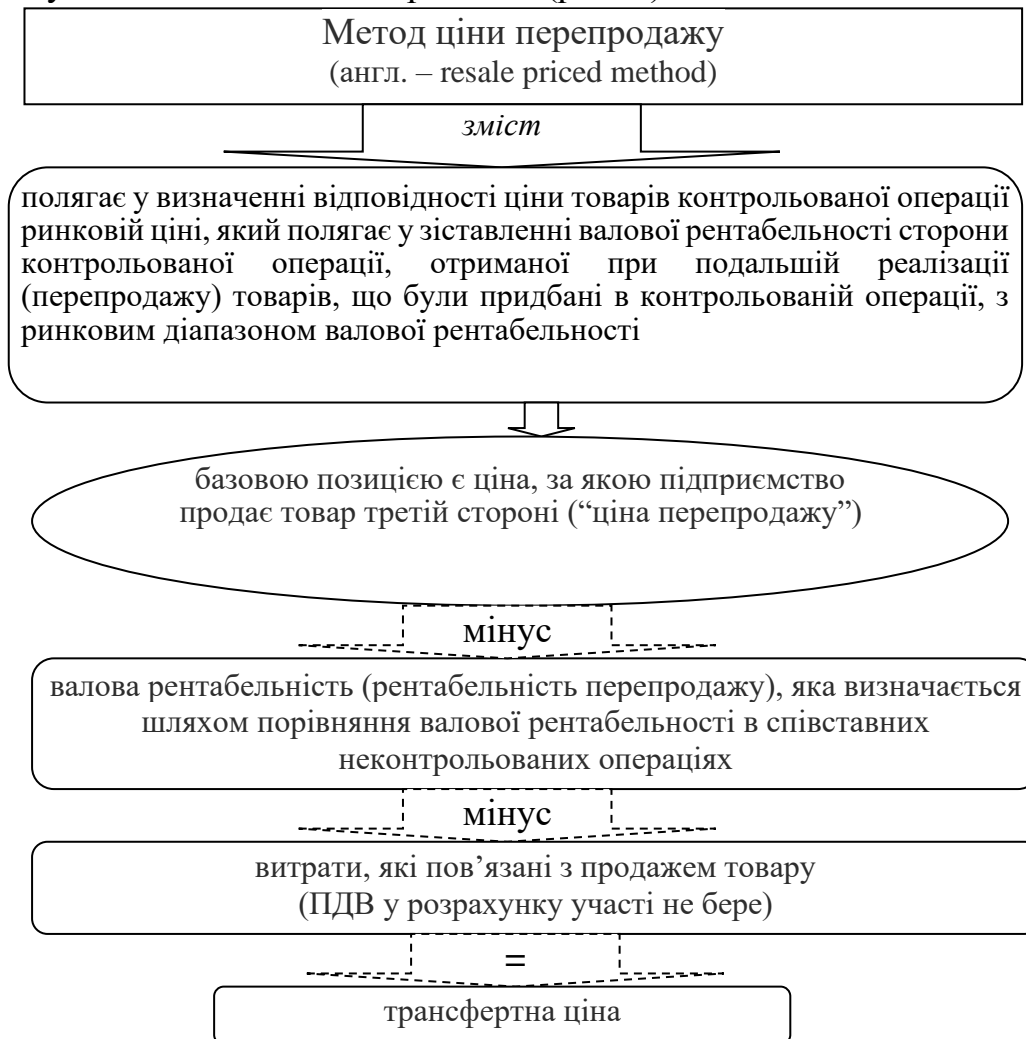 Метод ціни перепродажу
(англ. – resale priced method)
зміст
полягає у визначенні відповідності ціни товарів контрольованої операції
ринковій ціні, який полягає у зіставленні валової рентабельності сторони
контрольованої операції, отриманої при подальшій реалізації
(перепродажу) товарів, що були придбані в контрольованій операції, з
ринковим діапазоном валової рентабельності
базовою позицією є ціна, за якою підприємство
продає товар третій стороні (“ціна перепродажу”)
мінус
валова рентабельність (рентабельність перепродажу), яка визначається
шляхом порівняння валової рентабельності в співставних
неконтрольованих операціях
мінус
витрати, які пов’язані з продажем товару
(ПДВ у розрахунку участі не бере)
=
трансфертна ціна